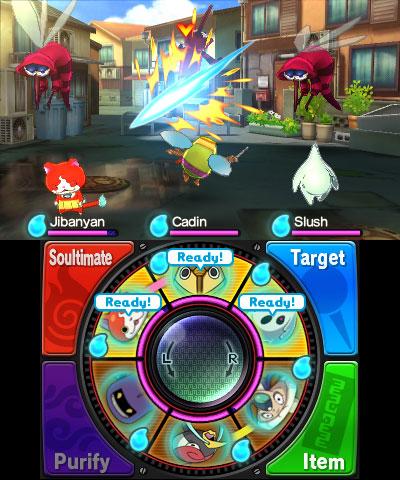 Jibanyan
Cadin
Slush
Soultimate
Target
Ready!
Ready!
Ready!
L
R
Purify
Item